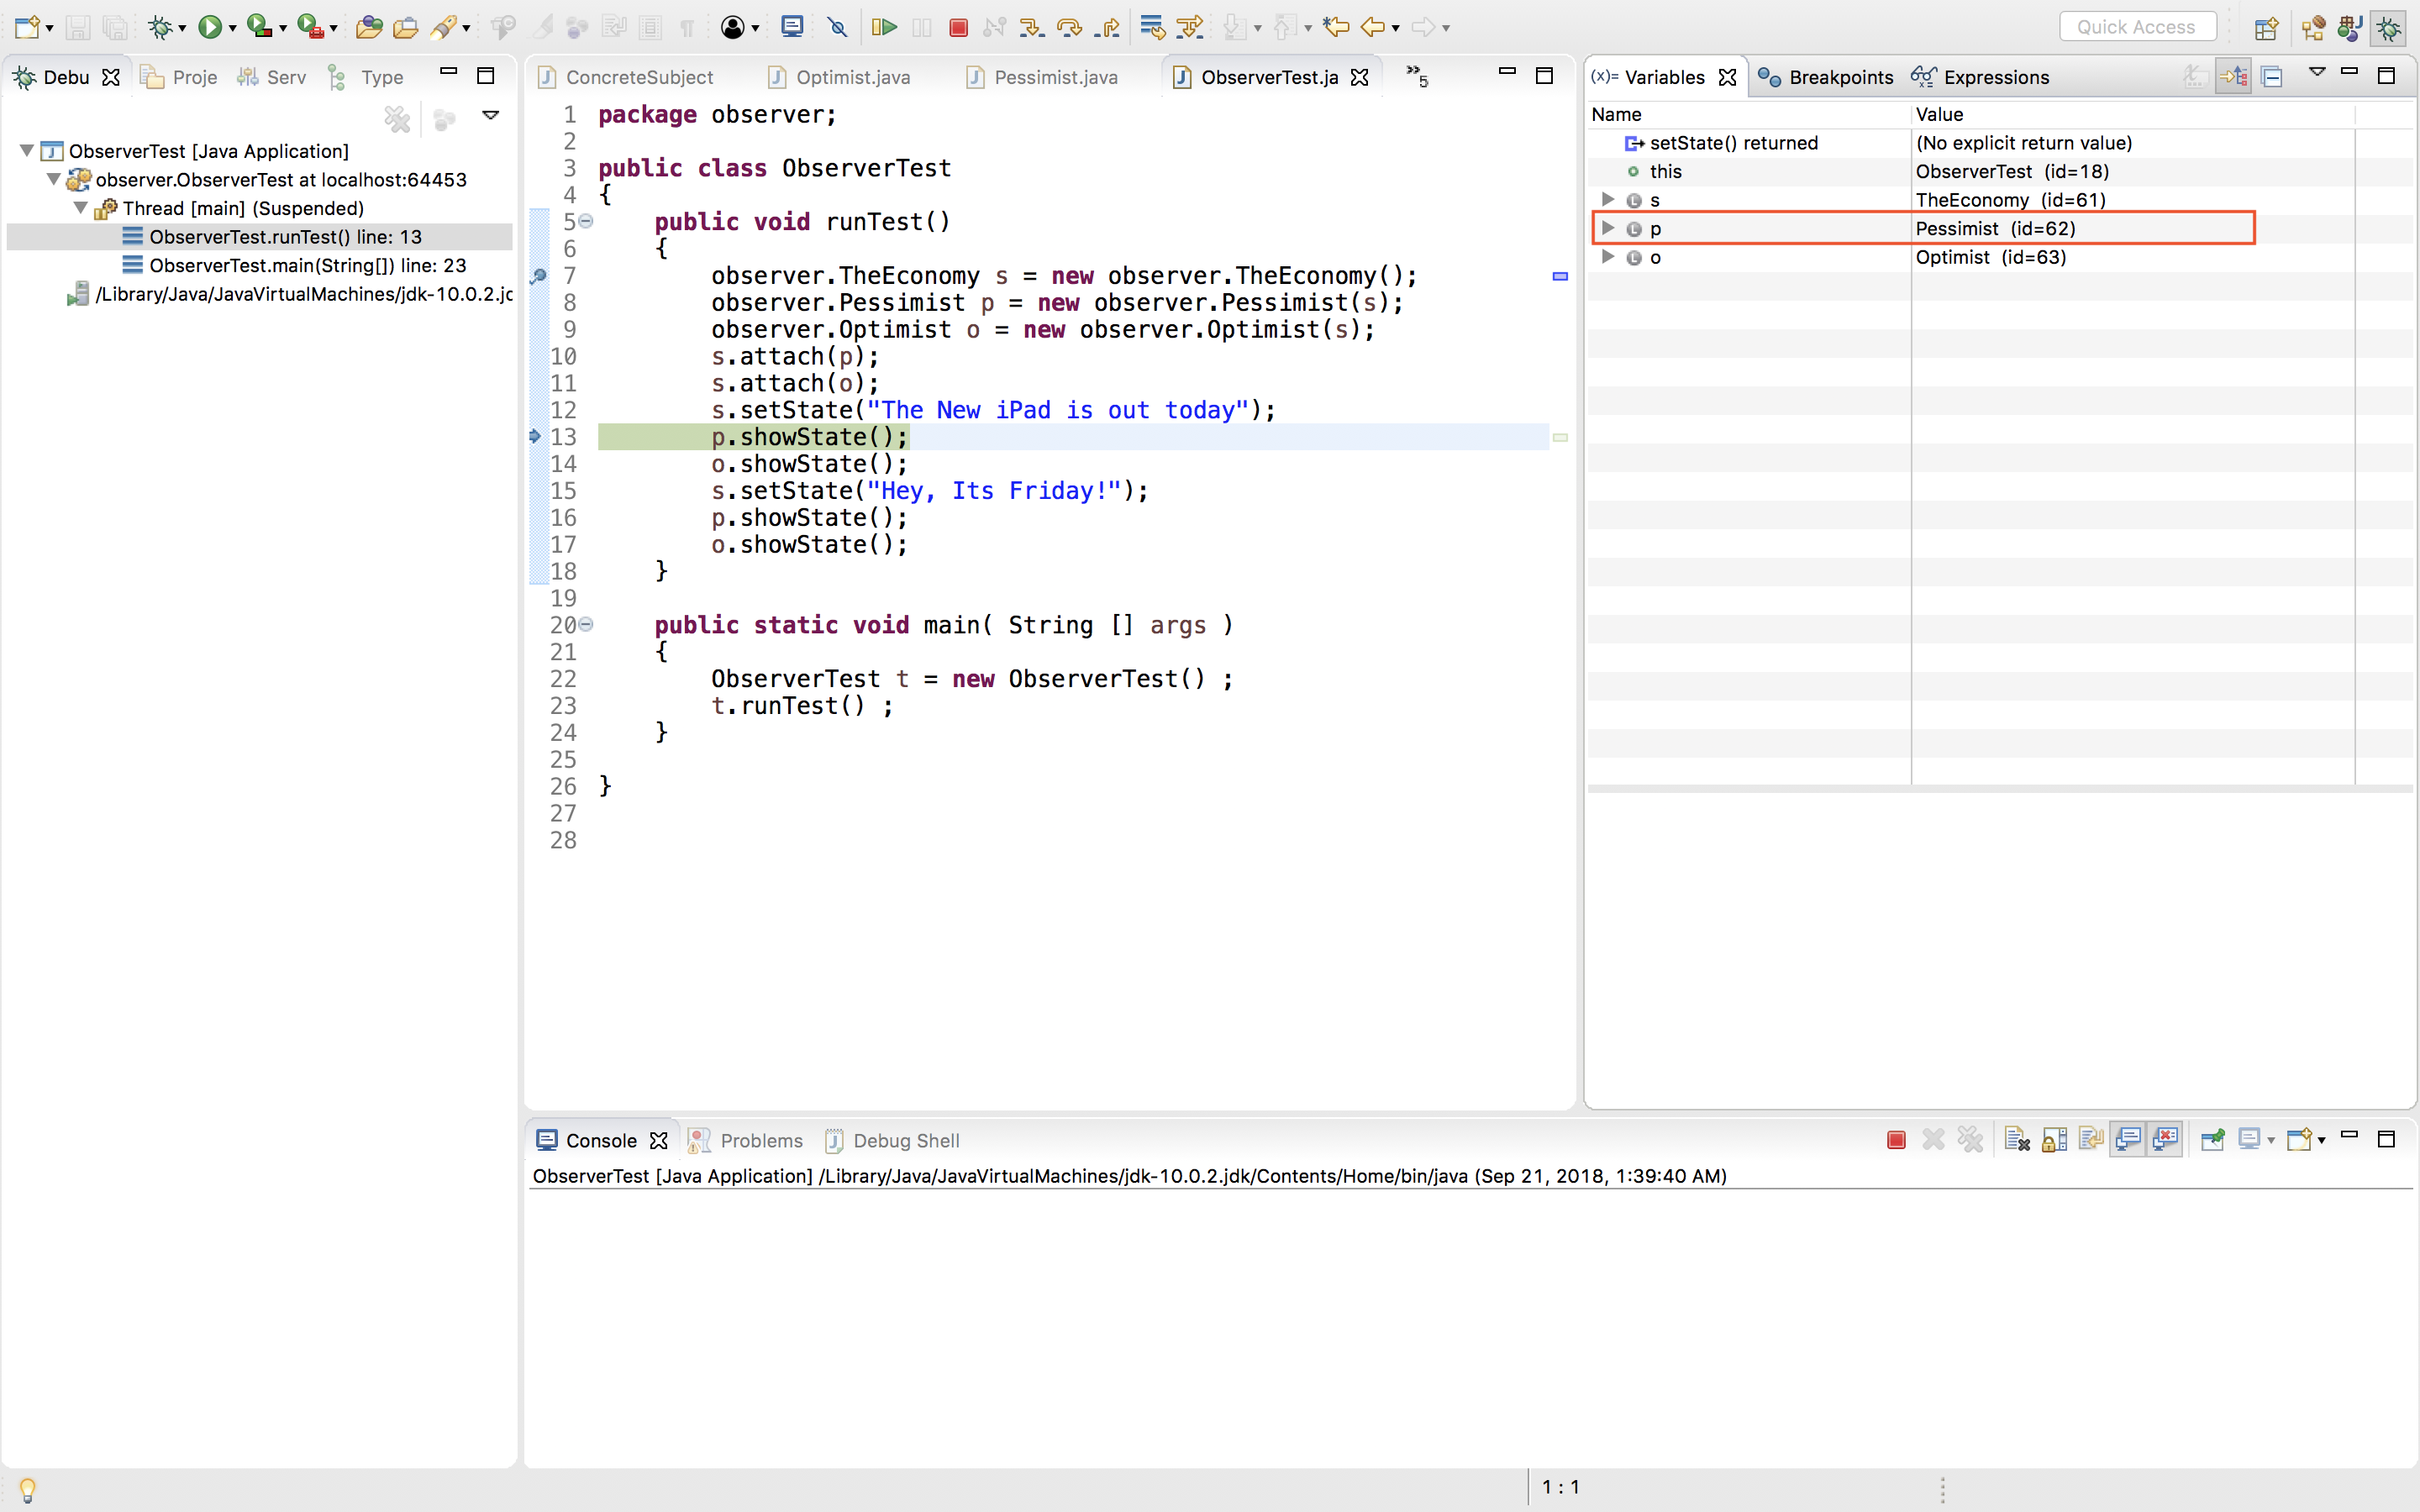 Quick Access
Debu
Proje
Serv
Type
ObserverTest [Java Application]
observer.ObserverTest at localhost:64453
Thread [main] (Suspended)
ObserverTest.runTest() line: 13
ObserverTest.main(String[]) line: 23
/Library/Java/JavaVirtualMachines/jdk-10.0.2.jc
ConcreteSubject
Optimist.java
Pessimist.java
ObserverTest.ja
»5
1 package observer;
2
3 public class ObserverTest
4 {
5     public void runTest()
6     {
7         observer.TheEconomy s = new observer.TheEconomy();
8         observer.Pessimist p = new observer.Pessimist(s);
9         observer.Optimist o = new observer.Optimist(s);
10         s.attach(p);
11         s.attach(o);
12         s.setState("The New iPad is out today");
13         p.showState();
14         o.showState();
15         s.setState("Hey, Its Friday!");
16         p.showState();
17         o.showState();
18     }
19
20     public static void main( String [] args )
21     {
22         ObserverTest t = new ObserverTest() ;
23         t.runTest() ;
24     }
25
26 }
27
28
(x)= Variables
Breakpoints
Expressions
Name Value
setState() returned (No explicit return value)
this ObserverTest (id=18)
s TheEconomy (id=61)
p Pessimist (id=62)
o Optimist (id=63)
Console
Problems
Debug Shell
ObserverTest [Java Application] /Library/Java/JavaVirtualMachines/jdk-10.0.2.jdk/Contents/Home/bin/java (Sep 21, 2018, 1:39:40 AM)
1 : 1